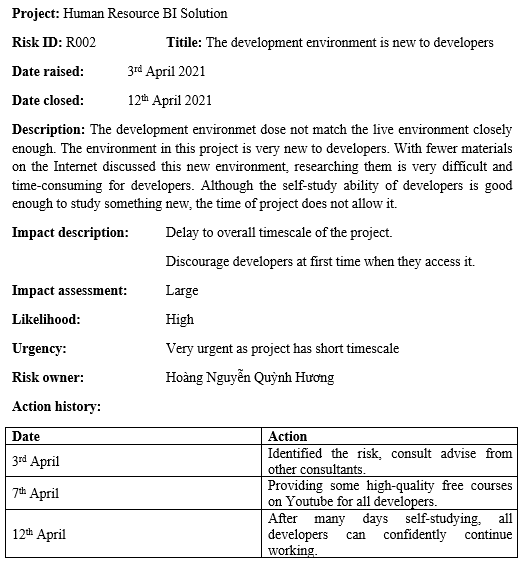 Project: Human Resource BI Solution
Risk ID: R002 Titile: The development environment is new to developers
Date raised: 3rd April 2021
Date closed: 12th April 2021
Description: The development environmet dose not match the live environment closely
enough. The environment in this project is very new to developers. With fewer materials
on the Internet discussed this new environment, researching them is very difficult and
time-consuming for developers. Although the self-study ability of developers is good
enough to study something new, the time of project does not allow it.
Impact description: Delay to overall timescale of the project.
Discourage developers at first time when they access it.
Impact assessment: Large
Likelihood: High
Urgency: Very urgent as project has short timescale
Risk owner: Hoàng Nguyễn Quỳnh Hương
Action history:
Date Action
3rd April Identified the risk, consult advise from
other consultants.
7th April Providing some high-quality free courses
on Youtube for all developers.
12th April After many days self-studying, all
developers can confidently continue
working.